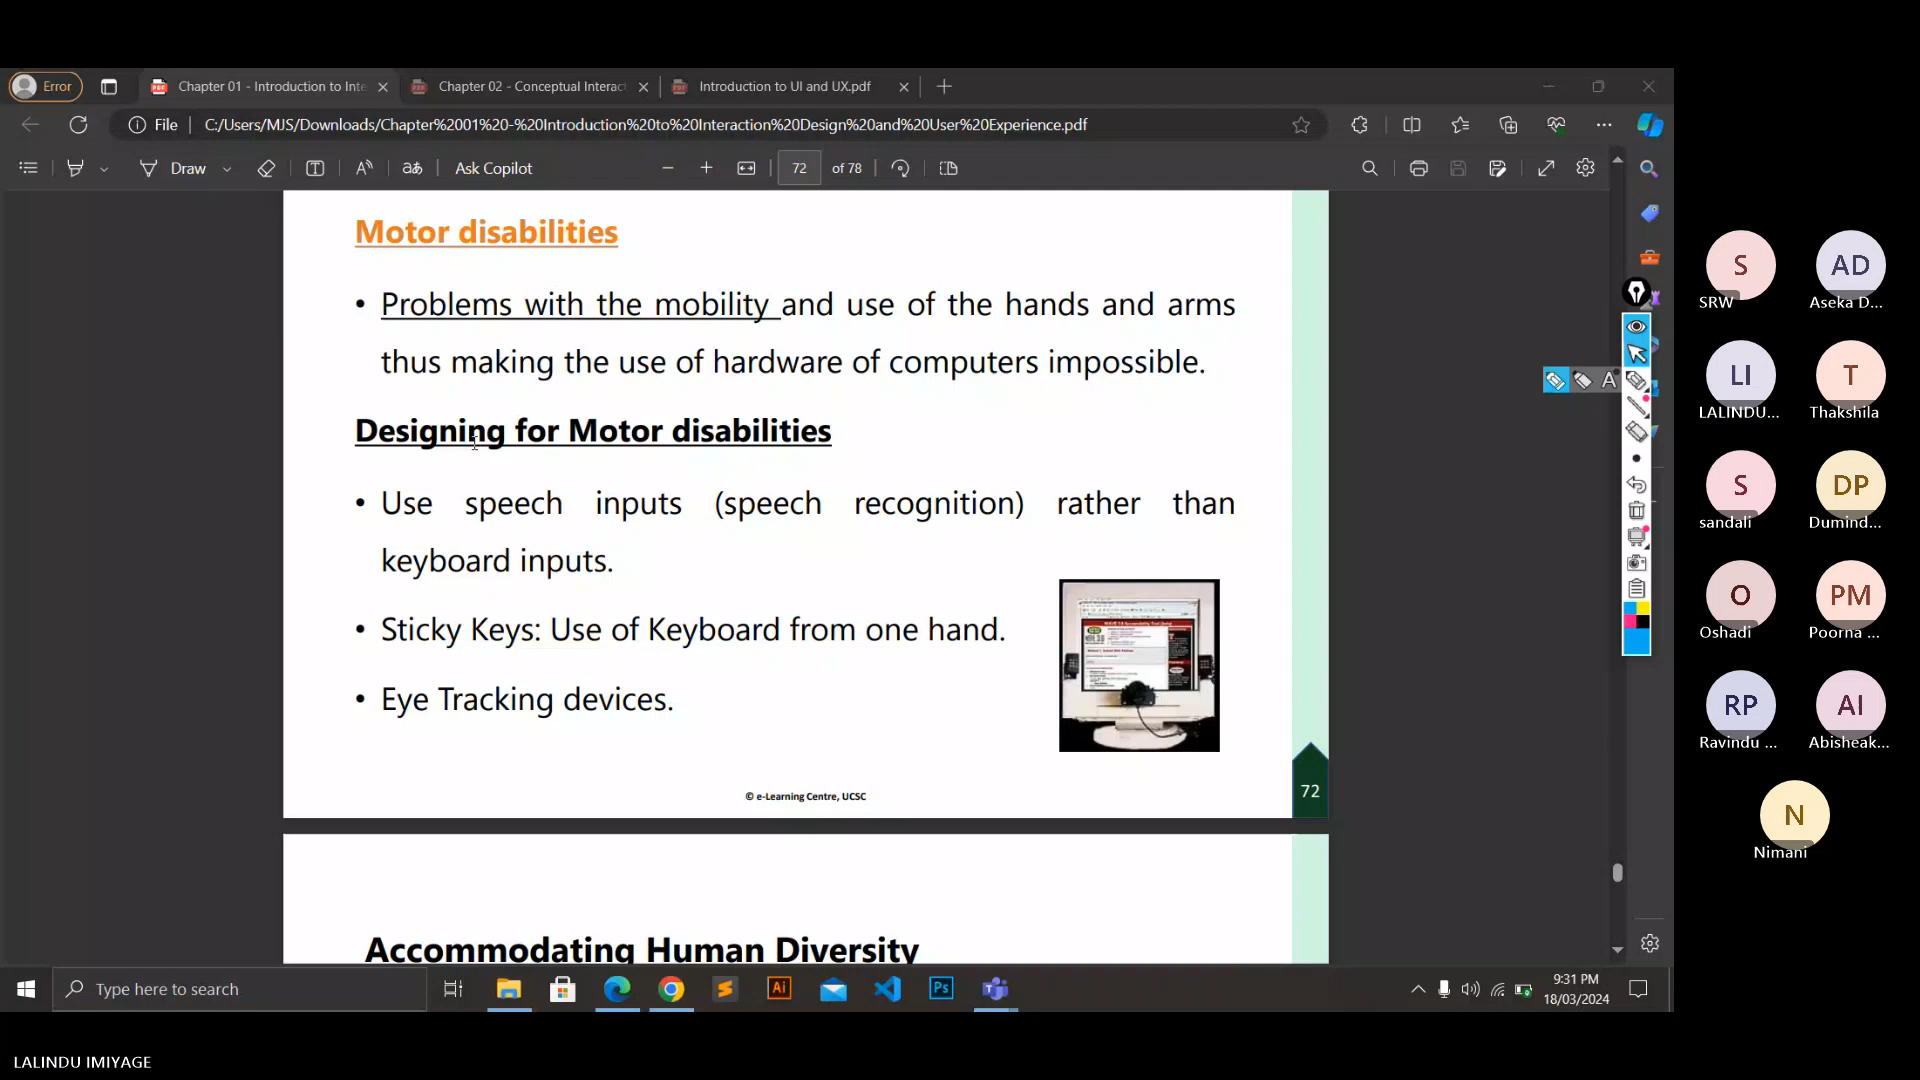 Error
Chapter 01 - Introduction to Inte
Chapter 02 - Conceptual Interac
Introduction to UI and UX.pdf
File
C:/Users/MJS/Downloads/Chapter%2001%20-%20Introduction%20to%20Interaction%20Design%20and%20User%20Experience.pdf
Draw
aあ
Ask Copilot
72
of 78
Motor disabilities
• Problems with the mobility and use of the hands and arms
thus making the use of hardware of computers impossible.
Designing for Motor disabilities
• Use speech inputs (speech recognition) rather than
keyboard inputs.
• Sticky Keys: Use of Keyboard from one hand.
• Eye Tracking devices.
© e-Learning Centre, UCSC
72
Accommodating Human Diversity
A
S
SRW
AD
Aseka D...
LI
LALINDU...
T
Thakshila
S
sandali
DP
Dumind...
O
Oshadi
PM
Poorna ...
RP
Ravindu ...
AI
Abisheak...
N
Nimani
Type here to search
Ai
Ps
9:31 PM
18/03/2024
LALINDU IMIYAGE